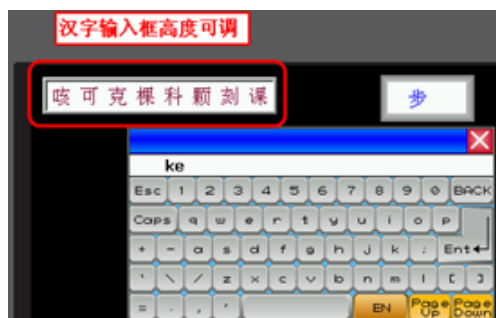 汉字输入框高度可调
咳可克棵科颗刻课
步
ke
Esc 1 2 3 4 5 6 7 8 9 0 BACK
Caps q w e r t y u i o p
+ - a s d f g h j k ; Ent
` \ / z x c v b n m l [ ]
= . , ' EN Page Up Page Down